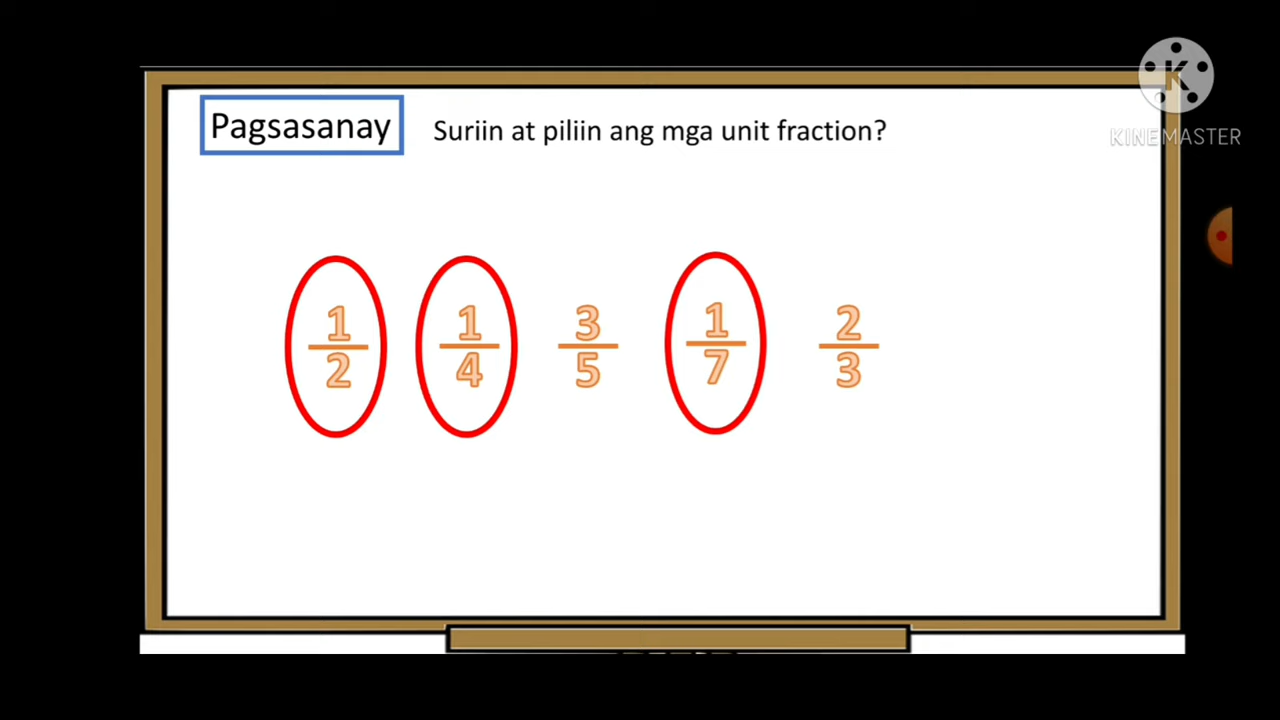 Pagsasanay
Suriin at piliin ang mga unit fraction?
1/2 1/4 3/5 1/7 2/3
K
KINEMASTER